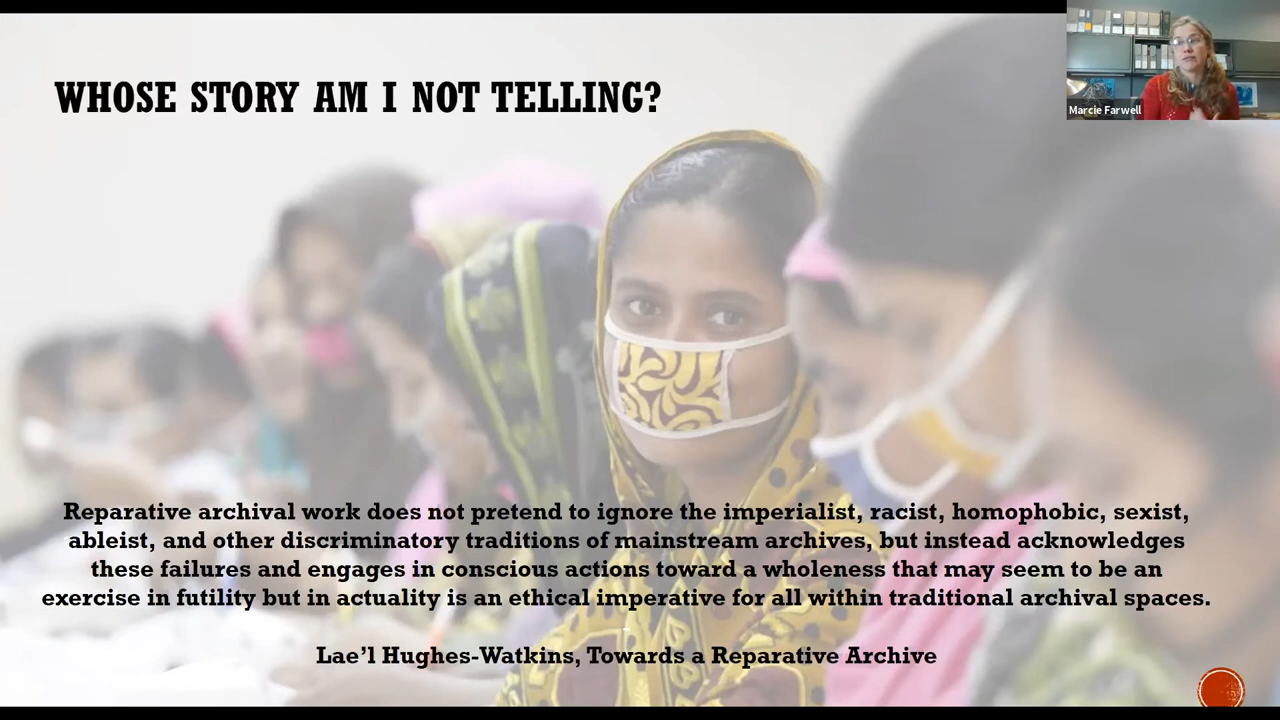 WHOSE STORY AM I NOT TELLING?
Marcie Farwell
Reparative archival work does not pretend to ignore the imperialist, racist, homophobic, sexist,
ableist, and other discriminatory traditions of mainstream archives, but instead acknowledges
these failures and engages in conscious actions toward a wholeness that may seem to be an
exercise in futility but in actuality is an ethical imperative for all within traditional archival spaces.
Lae’l Hughes-Watkins, Towards a Reparative Archive